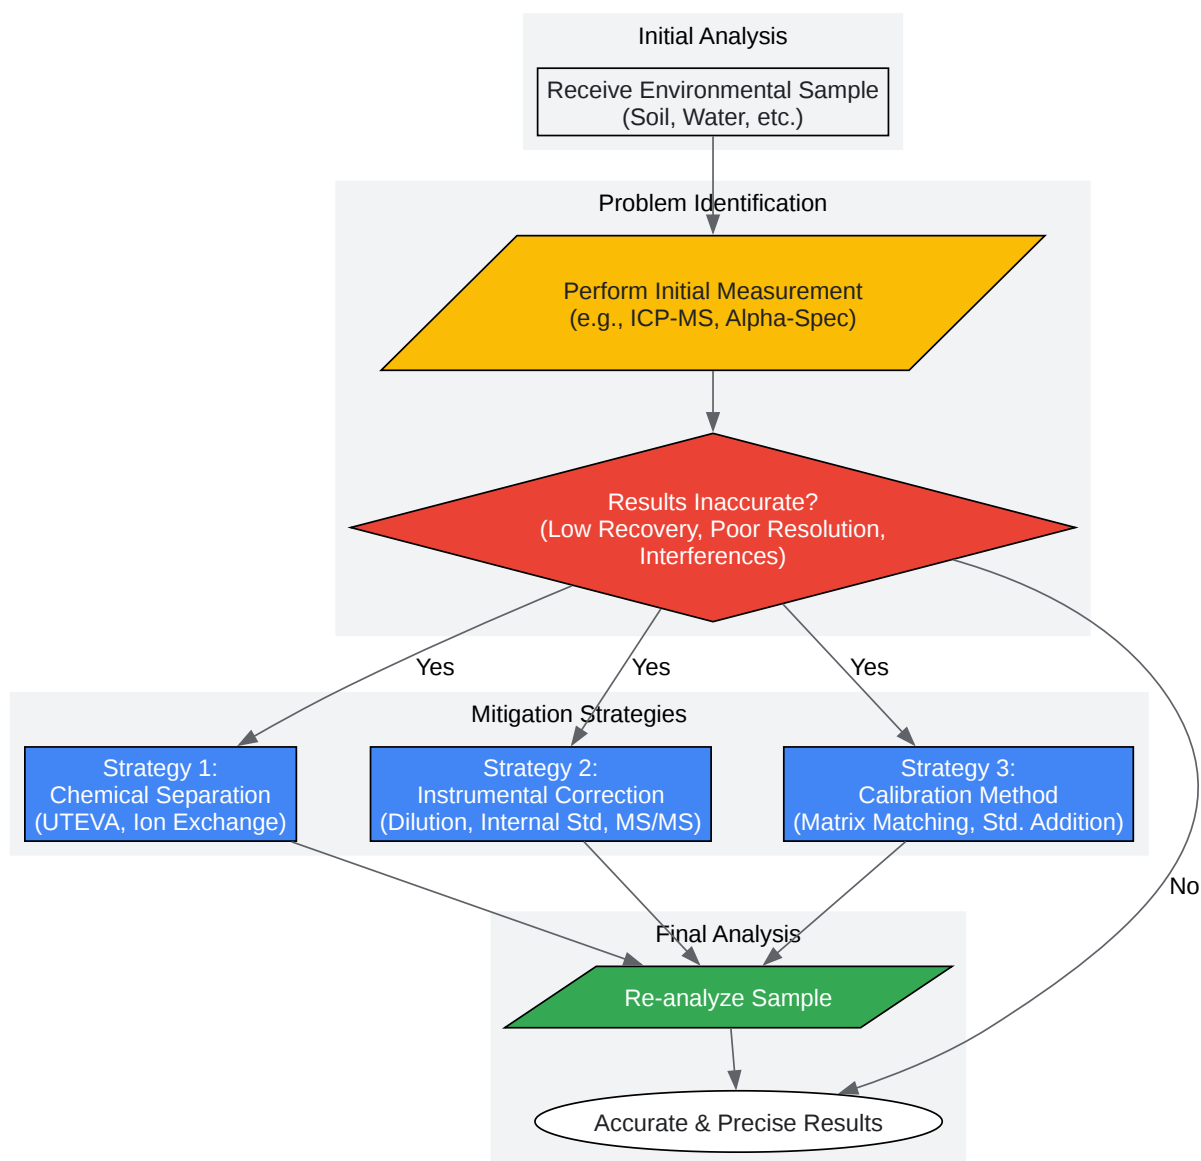 Initial Analysis
Receive Environmental Sample
(Soil, Water, etc.)
Problem Identification
Perform Initial Measurement
(e.g., ICP-MS, Alpha-Spec)
Results Inaccurate?
(Low Recovery, Poor Resolution,
Interferences)
Yes
Yes
Yes
Mitigation Strategies
Strategy 1:
Chemical Separation
(UTEVA, Ion Exchange)
Strategy 2:
Instrumental Correction
(Dilution, Internal Std, MS/MS)
Strategy 3:
Calibration Method
(Matrix Matching, Std. Addition)
No
Final Analysis
Re-analyze Sample
Accurate & Precise Results